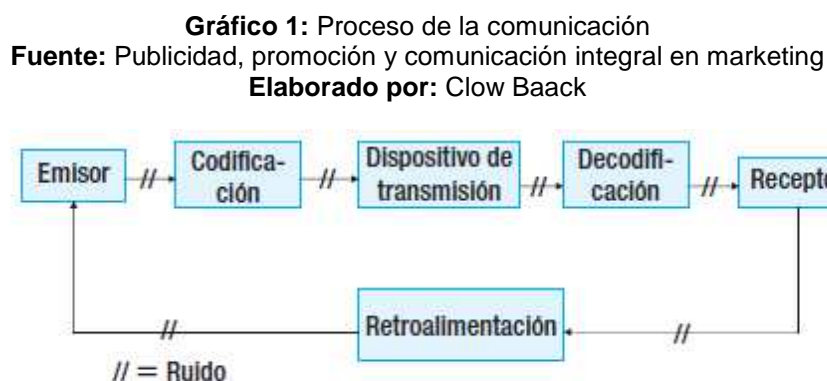 Gráfico 1: Proceso de la comunicación
Fuente: Publicidad, promoción y comunicación integral en marketing
Elaborado por: Clow Baack
Emisor
//
Codifica-
ción
//
Dispositivo de
transmisión
//
Decodifi-
cación
//
Recepto
Retroalimentación
//
//
// = Ruido